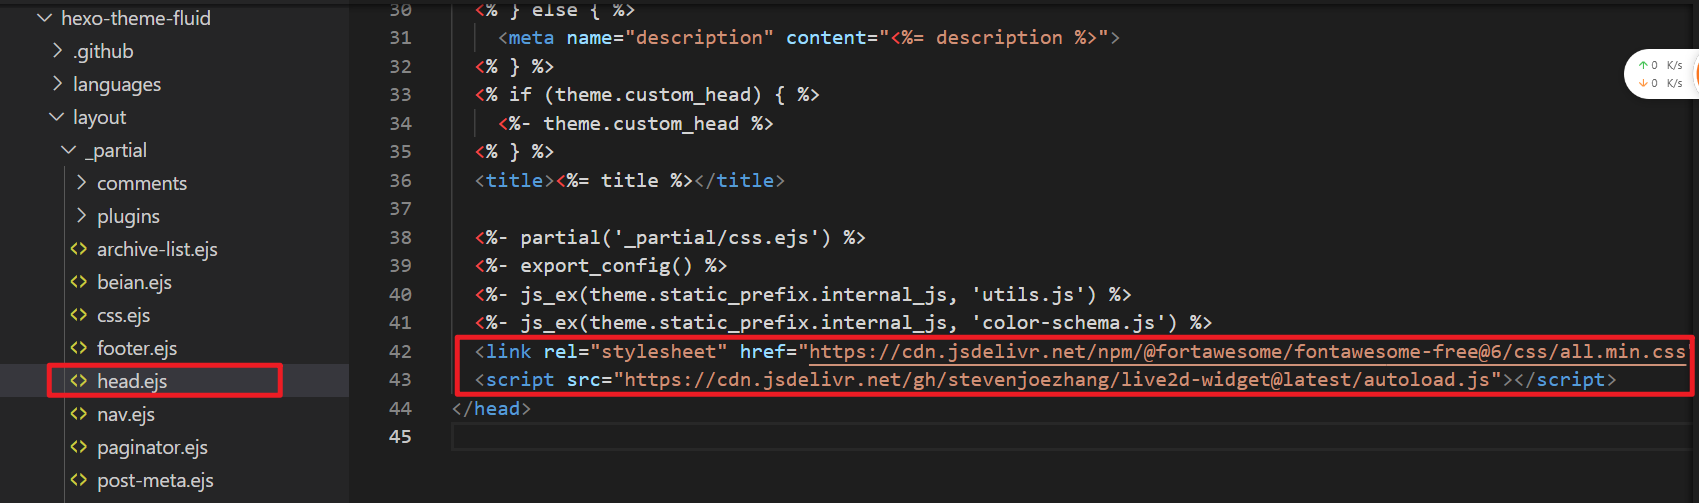 hexo-theme-fluid
.github
languages
layout
_partial
comments
plugins
archive-list.ejs
beian.ejs
css.ejs
footer.ejs
head.ejs
nav.ejs
paginator.ejs
post-meta.ejs
30 <% } else { %>
31 <meta name="description" content="<%= description %>">
32 <% } %>
33 <% if (theme.custom_head) { %>
34 <%- theme.custom_head %>
35 <% } %>
36 <title><%= title %></title>
37
38 <%- partial('_partial/css.ejs') %>
39 <%- export_config() %>
40 <%- js_ex(theme.static_prefix.internal_js, 'utils.js') %>
41 <%- js_ex(theme.static_prefix.internal_js, 'color-schema.js') %>
42 <link rel="stylesheet" href="https://cdn.jsdelivr.net/npm/@fortawesome/fontawesome-free@6/css/all.min.css"
43 <script src="https://cdn.jsdelivr.net/gh/stevenjoezhang/live2d-widget@latest/autoload.js"></script>
44 </head>
45
↑ 0 K/s
↓ 0 K/s